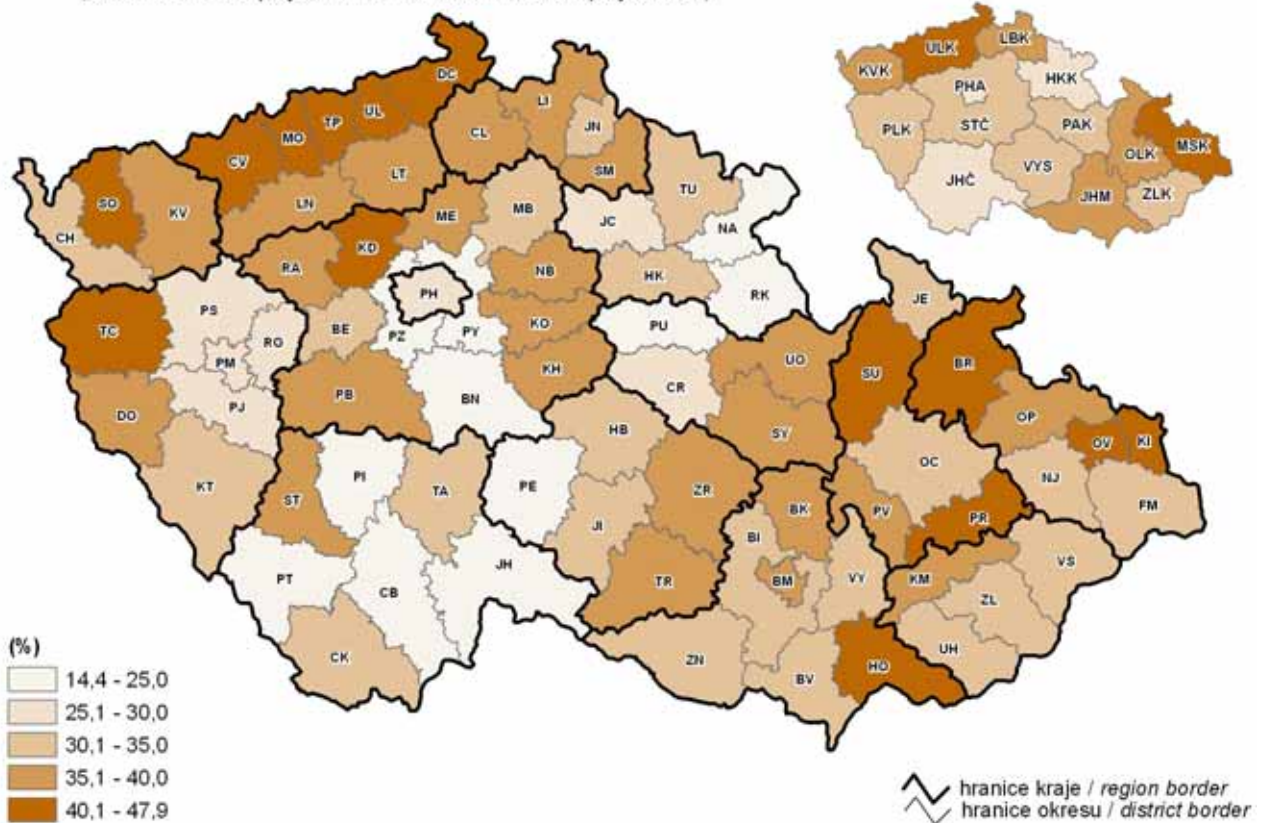 DC
ULK
LBK
KVK
HKK
PHA
STČ
PAK
PLK
VYS
OLK
MSK
JHČ
JHM
ZLK
UL
TP
MO
CV
LI
CL
JN
SM
LT
LN
SO
KV
CH
TU
ME
MB
JC
NA
KD
RA
NB
HK
RK
PH
JE
TC
PS
RO
BE
PZ
PY
KO
PU
PM
KH
UO
SU
BR
PJ
DO
PB
BN
CR
OP
HB
SY
OV
KI
OC
KT
ST
PI
TA
PE
ZR
BK
NJ
FM
PV
PR
JI
BI
PT
CB
JH
TR
BM
VY
KM
VS
ZL
CK
ZN
BV
HO
UH
(%)
14,4 - 25,0
25,1 - 30,0
30,1 - 35,0
35,1 - 40,0
40,1 - 47,9
hranice kraje / region border
hranice okresu / district border